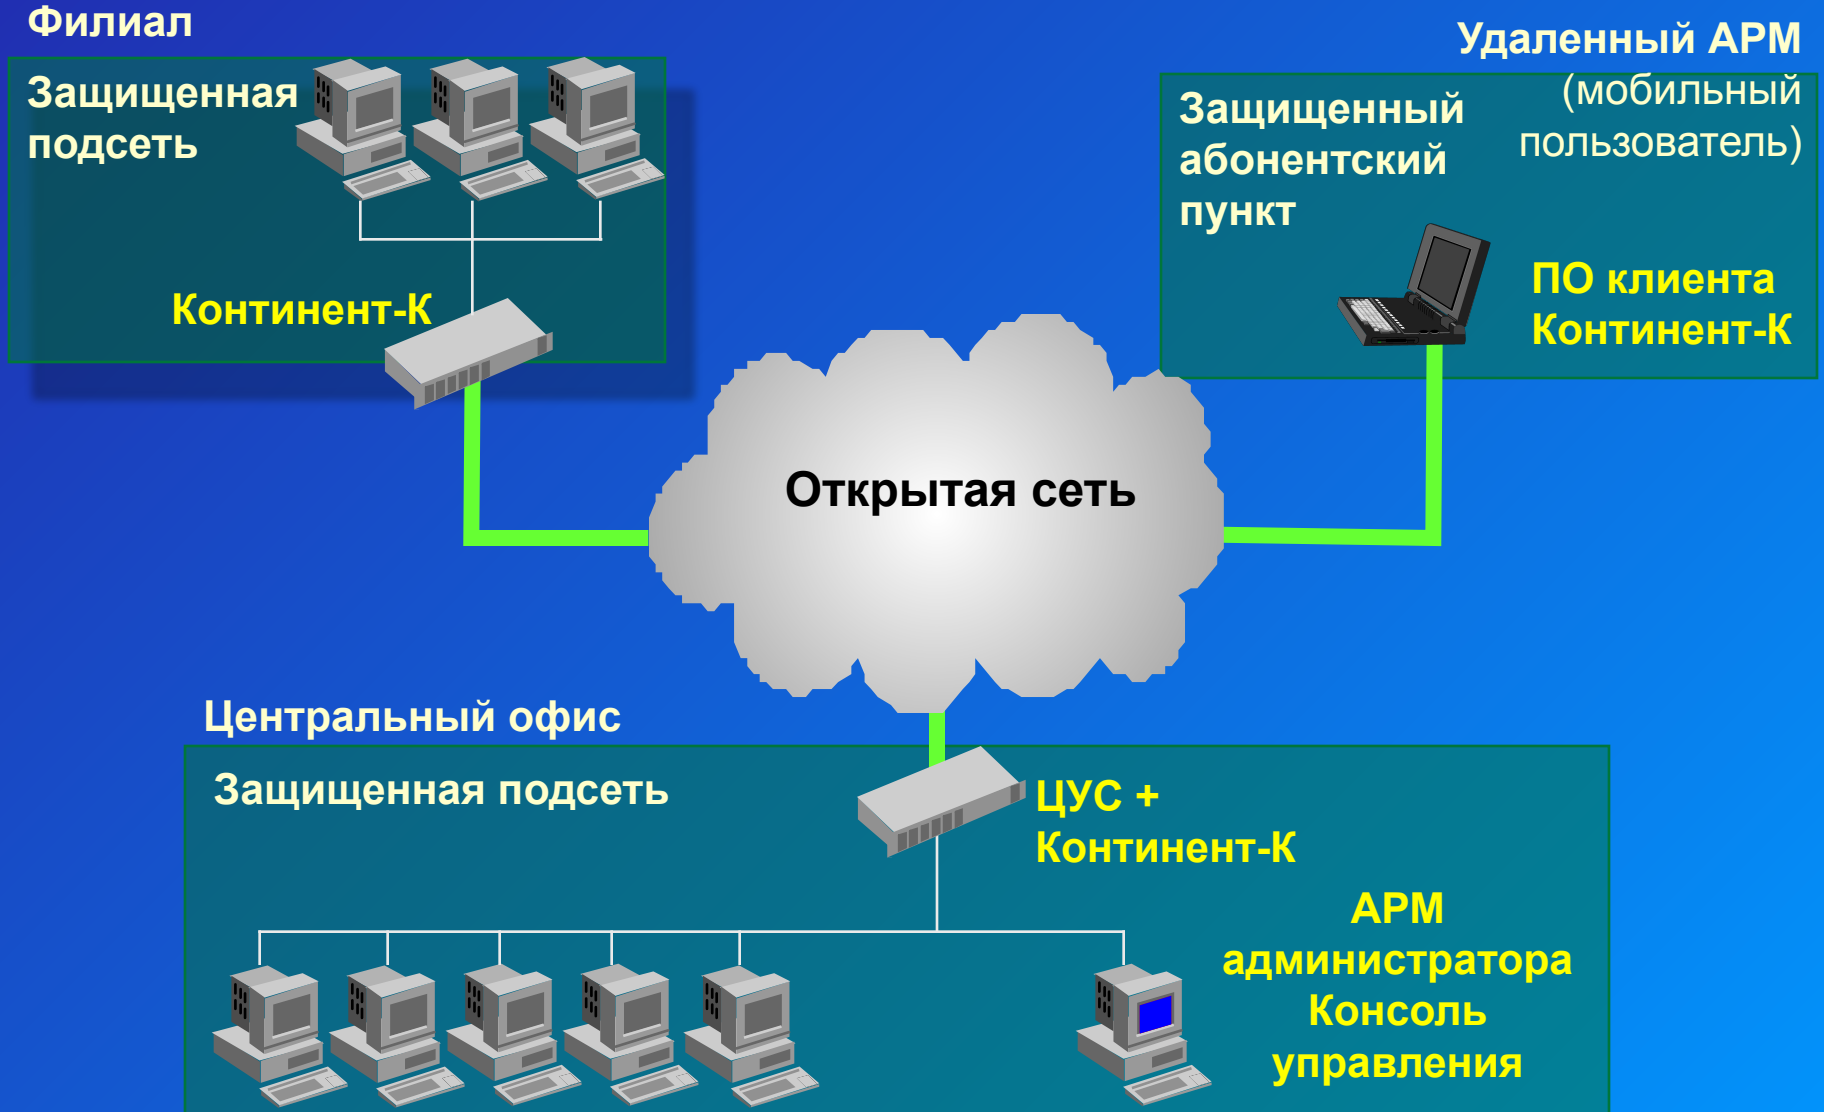 Филиал
Защищенная
подсеть
Континент-К
Удаленный АРМ
(мобильный
пользователь)
Защищенный
абонентский
пункт
ПО клиента
Континент-К
Открытая сеть
Центральный офис
Защищенная подсеть
ЦУС +
Континент-К
АРМ
администратора
Консоль
управления